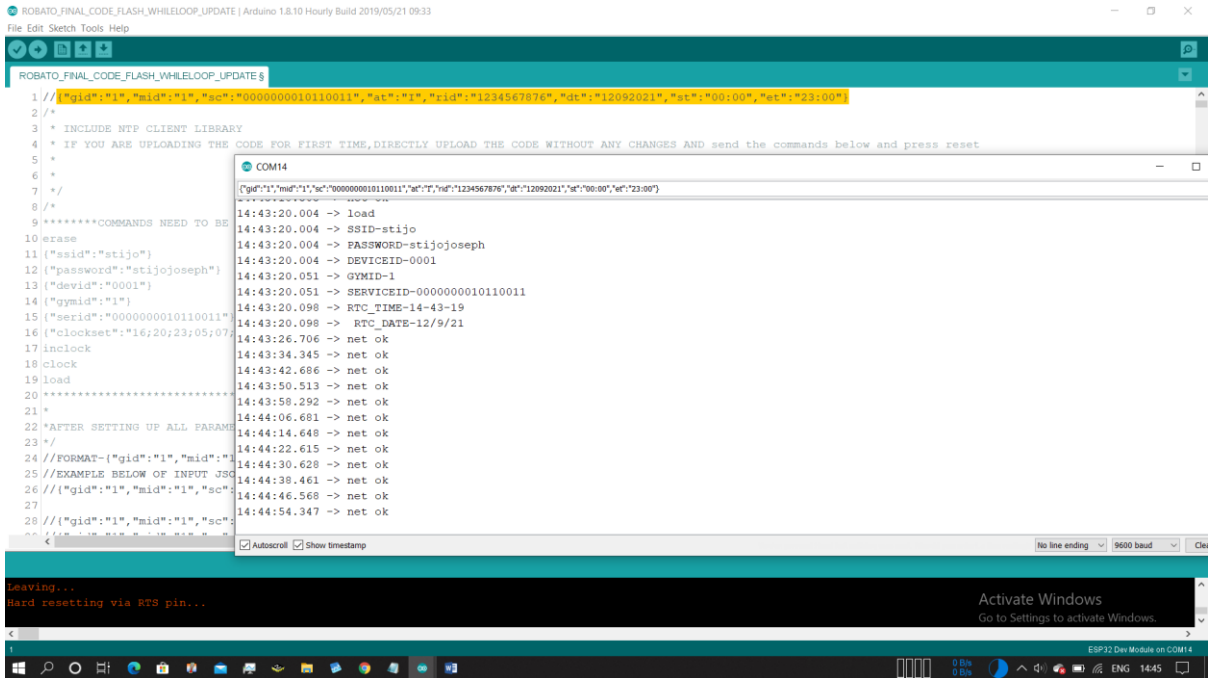 ROBATO_FINAL_CODE_FLASH_WHILELOOP_UPDATE | Arduino 1.8.10 Hourly Build 2019/05/21 09:33
File Edit Sketch Tools Help
ROBATO_FINAL_CODE_FLASH_WHILELOOP_UPDATE §
1 //{"gid":"1","mid":"1","sc":"0000000010110011","at":"I","rid":"1234567876","dt":"12092021","st":"00:00","et":"23:00"}
2 /*
3 * INCLUDE NTP CLIENT LIBRARY
4 * IF YOU ARE UPLOADING THE CODE FOR FIRST TIME,DIRECTLY UPLOAD THE CODE WITHOUT ANY CHANGES AND send the commands below and press reset
5 *
6 *
7 */
8 /*
9 ********COMMANDS NEED TO BE
10 erase
11 {"ssid":"stijo"}
12 {"password":"stijojoseph"}
13 {"devid":"0001"}
14 {"gymid":"1"}
15 {"serid":"0000000010110011"}
16 {"clockset":"16;20;23;05;07;
17 inclock
18 clock
19 load
20 ****************************
21 *
22 *AFTER SETTING UP ALL PARAME
23 */
24 //FORMAT-{"gid":"1","mid":"1
25 //EXAMPLE BELOW OF INPUT JSO
26 //{"gid":"1","mid":"1","sc":
27
28 //{"gid":"1","mid":"1","sc":
COM14
{"gid":"1","mid":"1","sc":"0000000010110011","at":"I","rid":"1234567876","dt":"12092021","st":"00:00","et":"23:00"}
14:43:20.004 -> load
14:43:20.004 -> SSID-stijo
14:43:20.004 -> PASSWORD-stijojoseph
14:43:20.004 -> DEVICEID-0001
14:43:20.051 -> GYMID-1
14:43:20.051 -> SERVICEID-0000000010110011
14:43:20.098 -> RTC_TIME-14-43-19
14:43:20.098 -> RTC_DATE-12/9/21
14:43:26.706 -> net ok
14:43:34.345 -> net ok
14:43:42.686 -> net ok
14:43:50.513 -> net ok
14:43:58.292 -> net ok
14:44:06.681 -> net ok
14:44:14.648 -> net ok
14:44:22.615 -> net ok
14:44:30.628 -> net ok
14:44:38.461 -> net ok
14:44:46.568 -> net ok
14:44:54.347 -> net ok
Autoscroll Show timestamp No line ending 9600 baud Cle
Leaving...
Hard resetting via RTS pin...
Activate Windows
Go to Settings to activate Windows.
1 ESP32 Dev Module on COM14
0 B/s
0 B/s
ENG 14:45